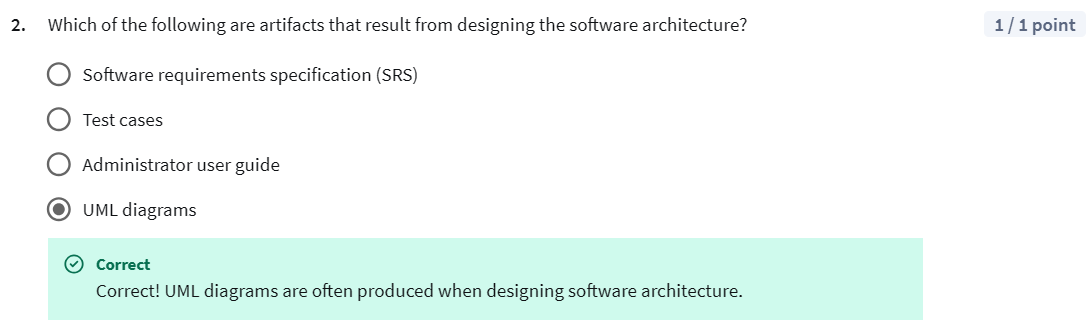 2. Which of the following are artifacts that result from designing the software architecture? 1 / 1 point
Software requirements specification (SRS)
Test cases
Administrator user guide
UML diagrams
Correct
Correct! UML diagrams are often produced when designing software architecture.